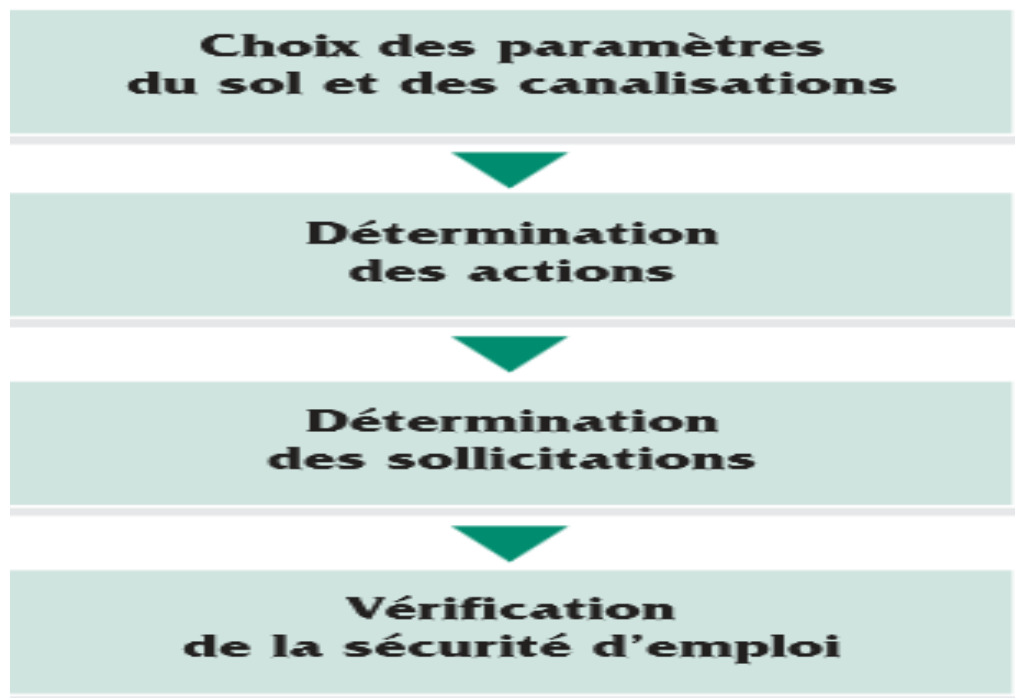 Choix des paramètres
du sol et des canalisations
Détermination
des actions
Détermination
des sollicitations
Vérification
de la sécurité d'emploi